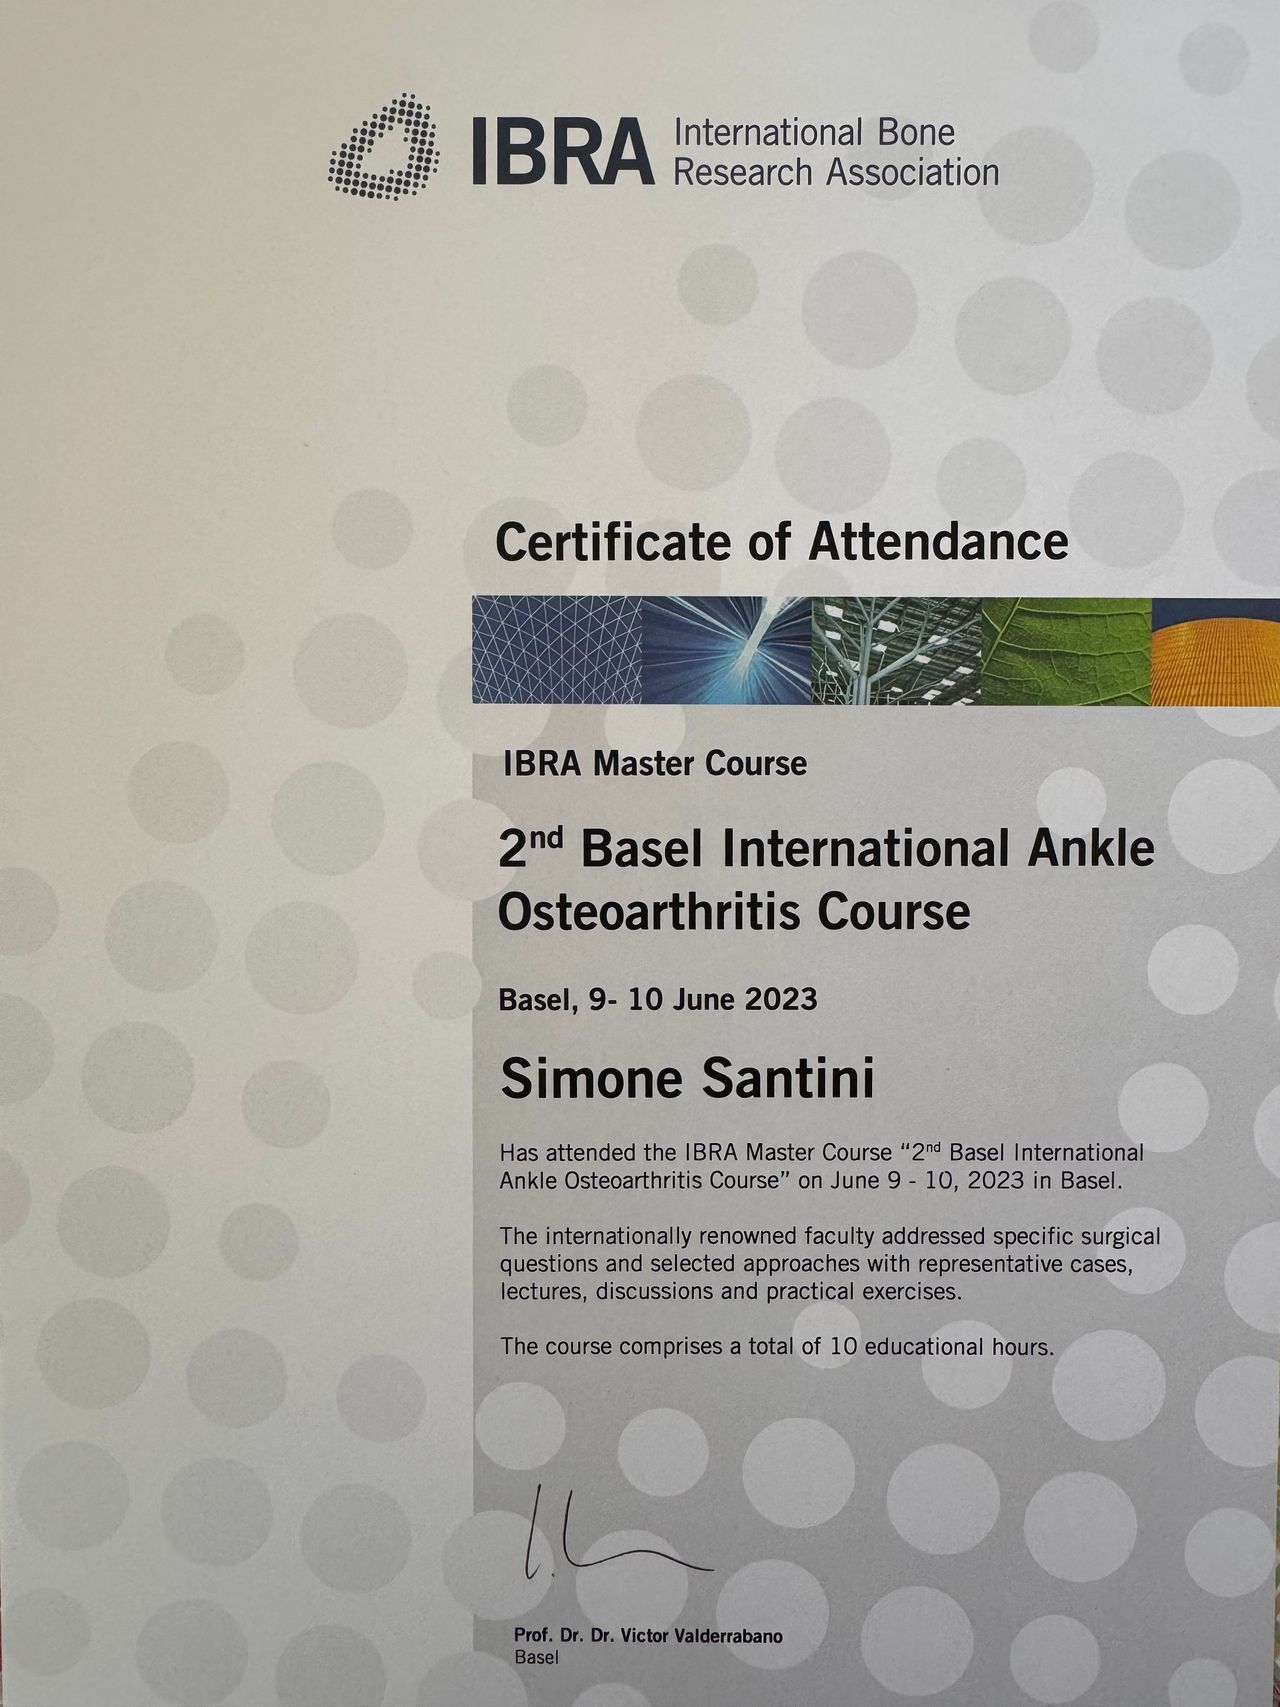 IBRA International Bone
Research Association
Certificate of Attendance
IBRA Master Course
2nd Basel International Ankle
Osteoarthritis Course
Basel, 9- 10 June 2023
Simone Santini
Has attended the IBRA Master Course “2nd Basel International
Ankle Osteoarthritis Course” on June 9 - 10, 2023 in Basel.
The internationally renowned faculty addressed specific surgical
questions and selected approaches with representative cases,
lectures, discussions and practical exercises.
The course comprises a total of 10 educational hours.
Prof. Dr. Dr. Victor Valderrabano
Basel